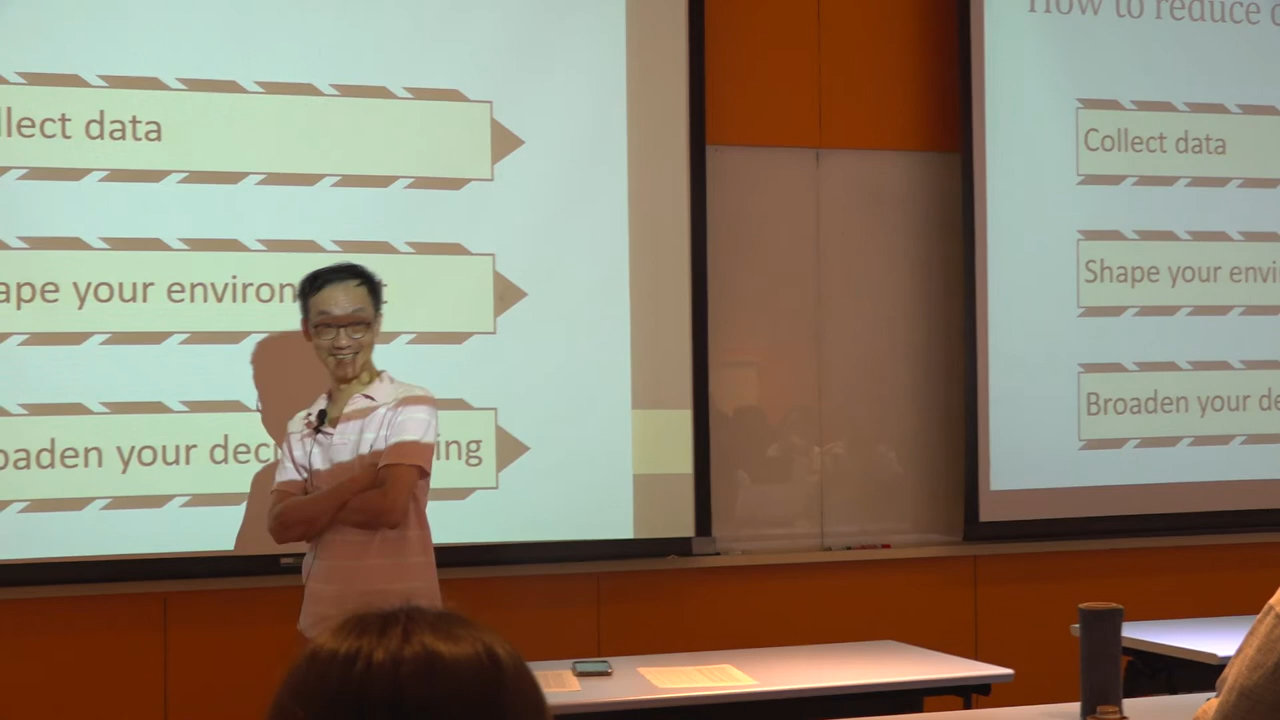 llect data
ape your environ t
oaden your deci ing
How to reduce
Collect data
Shape your envi
Broaden your de